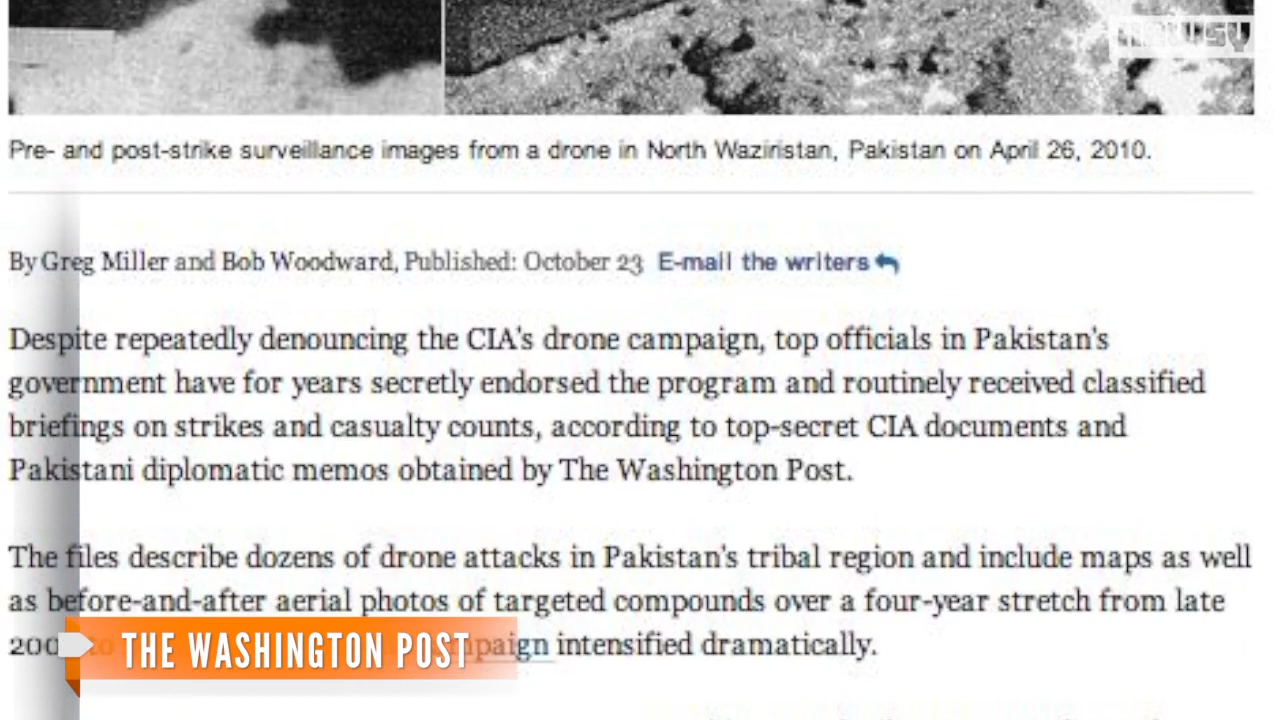 newsy
Pre- and post-strike surveillance images from a drone in North Waziristan, Pakistan on April 26, 2010.
By Greg Miller and Bob Woodward, Published: October 23 E-mail the writers
Despite repeatedly denouncing the CIA's drone campaign, top officials in Pakistan's
government have for years secretly endorsed the program and routinely received classified
briefings on strikes and casualty counts, according to top-secret CIA documents and
Pakistani diplomatic memos obtained by The Washington Post.
The files describe dozens of drone attacks in Pakistan's tribal region and include maps as well
as before-and-after aerial photos of targeted compounds over a four-year stretch from late
200 to mpaign intensified dramatically.
THE WASHINGTON POST